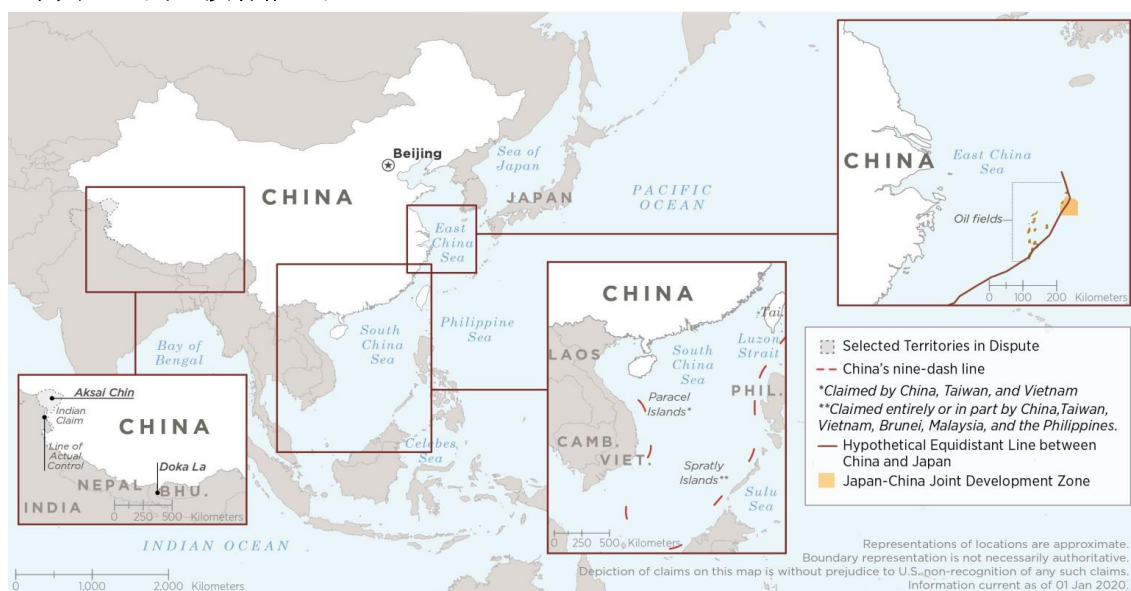 Beijing
CHINA
Sea of
Japan
JAPAN
PACIFIC
OCEAN
East
China
Sea
South
China
Sea
Philippine
Sea
Bay of
Bengal
Celebes
Sea
INDIAN OCEAN
0 1,000 2,000 Kilometers
Aksai Chin
Indian
Claim
CHINA
Line of
Actual
Control
Doka La
NEPAL
BHU.
INDIA
0 250 500 Kilometers
CHINA
Tai.
LAOS
South
China
Sea
Luzon
Strait
PHIL.
Paracel
Islands*
CAMB.
VIET.
Spratly
Islands**
Sulu
Sea
0 250 500 Kilometers
CHINA
East China
Sea
Oil fields
0 100 200 Kilometers
Selected Territories in Dispute
China's nine-dash line
*Claimed by China, Taiwan, and Vietnam
**Claimed entirely or in part by China,Taiwan,
Vietnam, Brunei, Malaysia, and the Philippines.
Hypothetical Equidistant Line between
China and Japan
Japan-China Joint Development Zone
Representations of locations are approximate.
Boundary representation is not necessarily authoritative.
Depiction of claims on this map is without prejudice to U.S. non-recognition of any such claims.
Information current as of 01 Jan 2020.